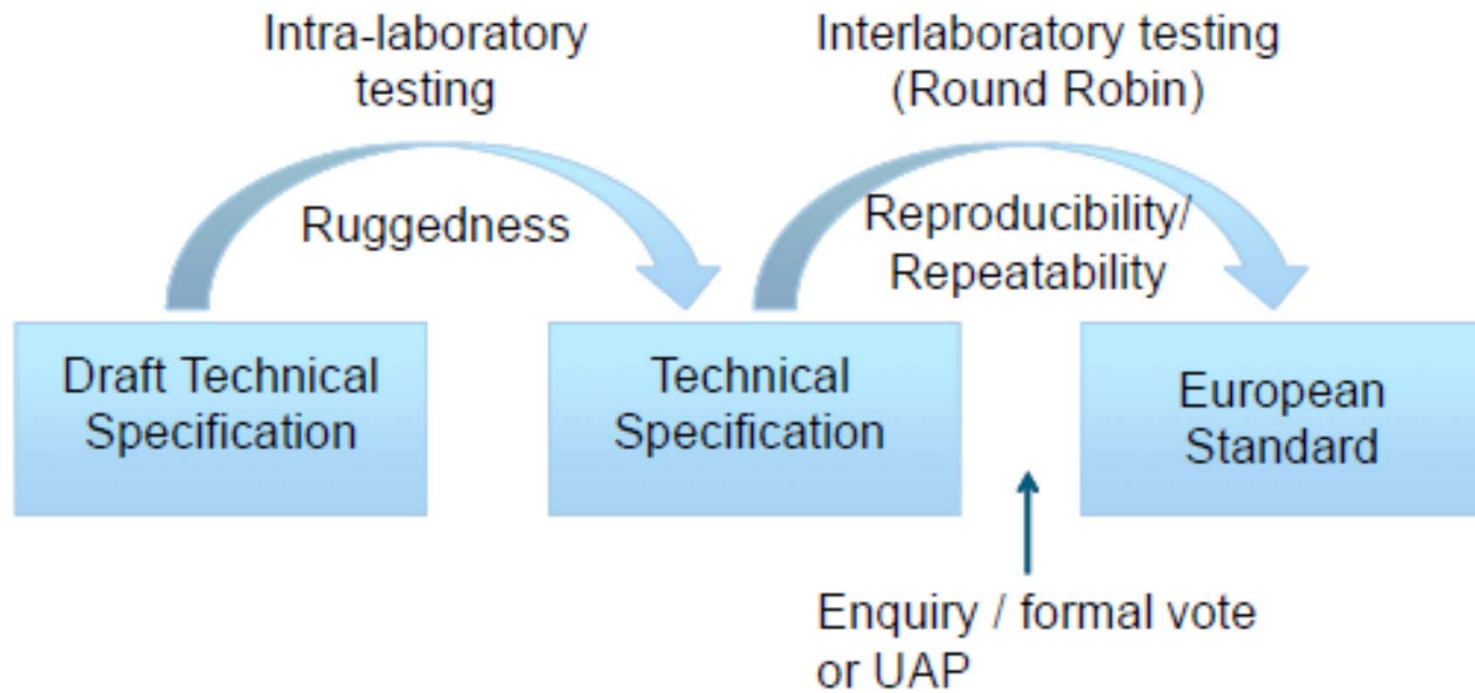 Intra-laboratory
testing
Interlaboratory testing
(Round Robin)
Ruggedness
Reproducibility/
Repeatability
Draft Technical
Specification
Technical
Specification
European
Standard
Enquiry / formal vote
or UAP